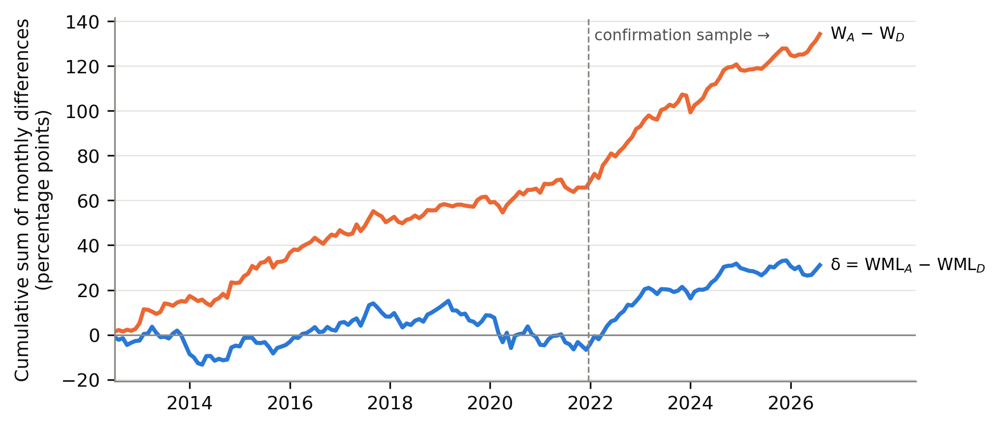 Cumulative sum of monthly differences
(percentage points)
140
120
100
80
60
40
20
0
−20
confirmation sample →
W_A − W_D
δ = WML_A − WML_D
2014 2016 2018 2020 2022 2024 2026